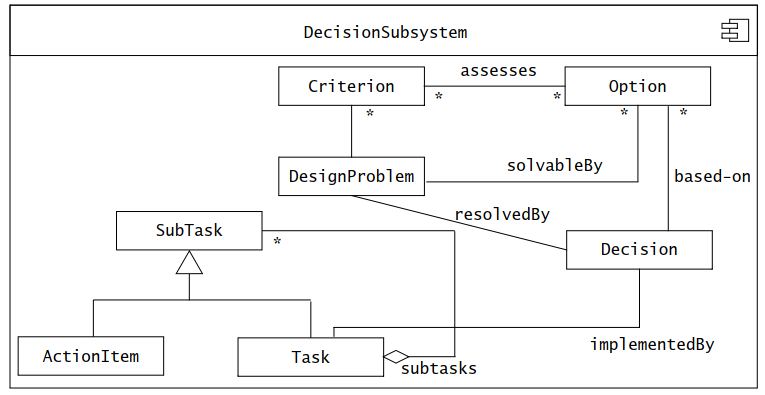 DecisionSubsystem
assesses
Criterion
Option
*
*
*
*
*
solvableBy
DesignProblem
based-on
resolvedBy
SubTask
*
Decision
implementedBy
ActionItem
Task
subtasks